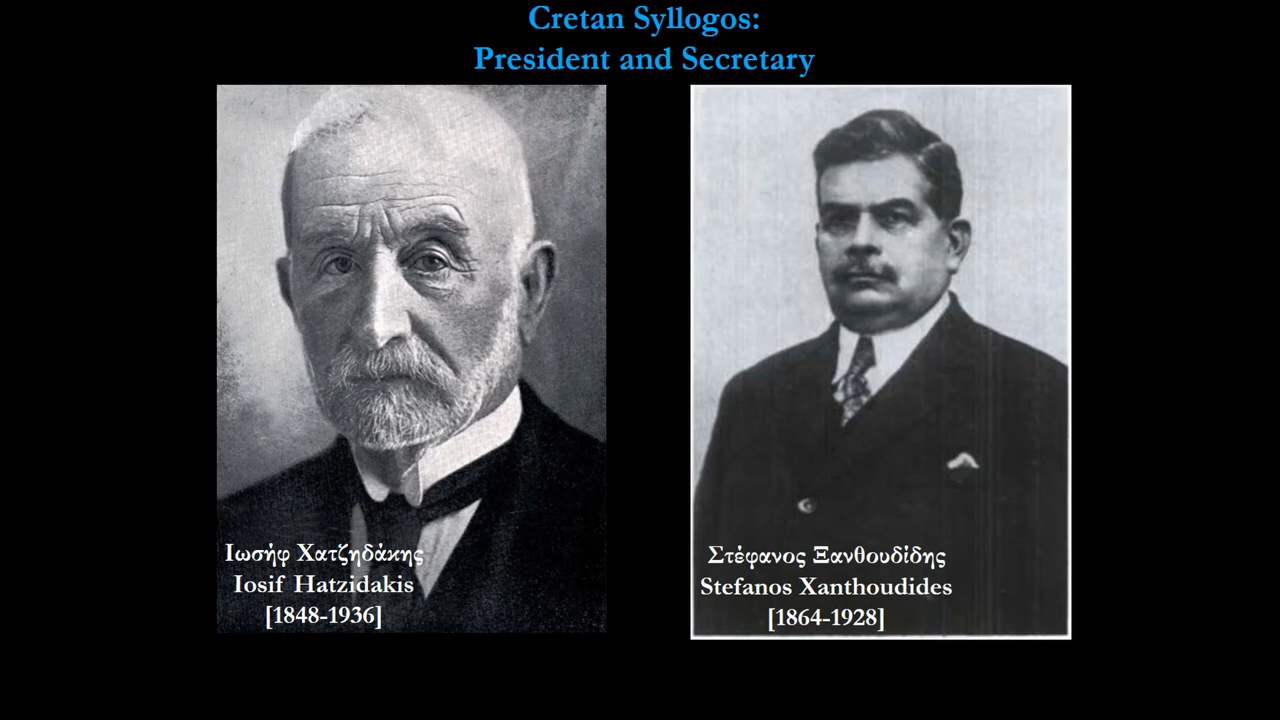 Cretan Syllogos:
President and Secretary
Ιωσήφ Χατζηδάκης
Iosif Hatzidakis
[1848-1936]
Στέφανος Ξανθουδίδης
Stefanos Xanthoudides
[1864-1928]